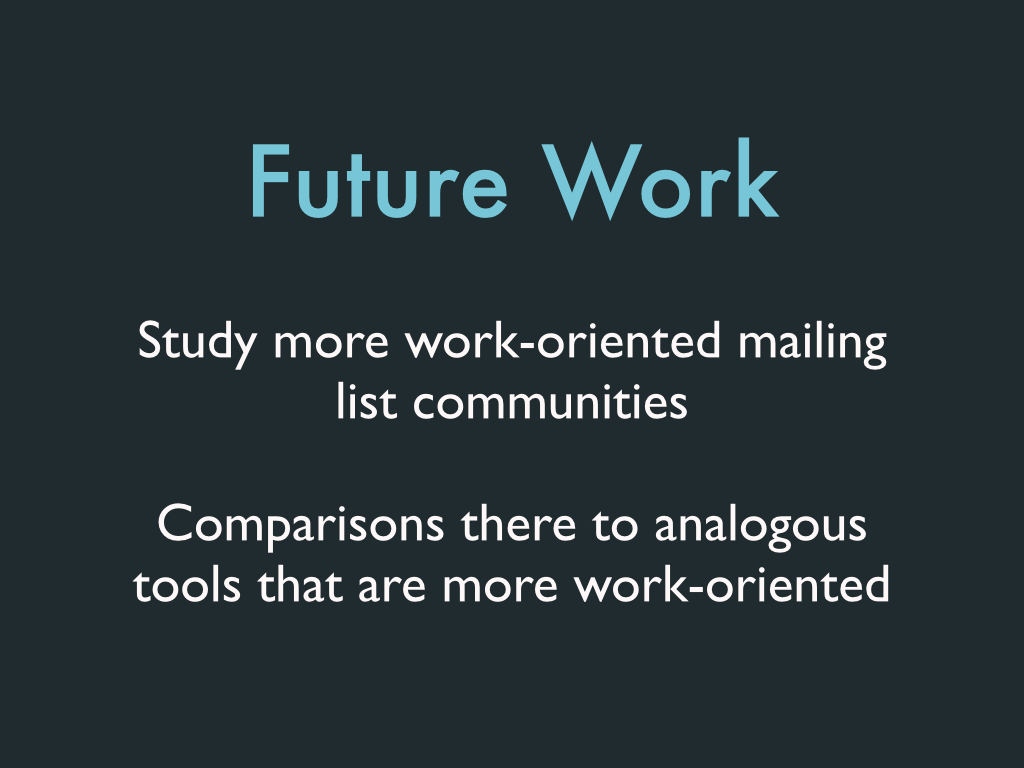 Future Work
Study more work-oriented mailing
list communities
Comparisons there to analogous
tools that are more work-oriented